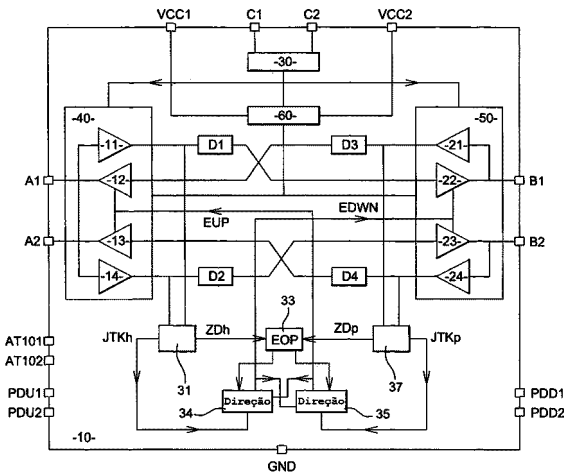 VCC1 C1 C2 VCC2
-30-
-40- -60- -50-
-11- D1 D3 -21-
A1 -12- -22- B1
EUP EDWN
A2 -13- -23- B2
-14- D2 D4 -24-
33
JTKh ZDh EOP ZDp JTKp
AT101 31 37
AT102
PDU1 34 Direção Direção 35 PDD1
PDU2 PDD2
-10-
GND